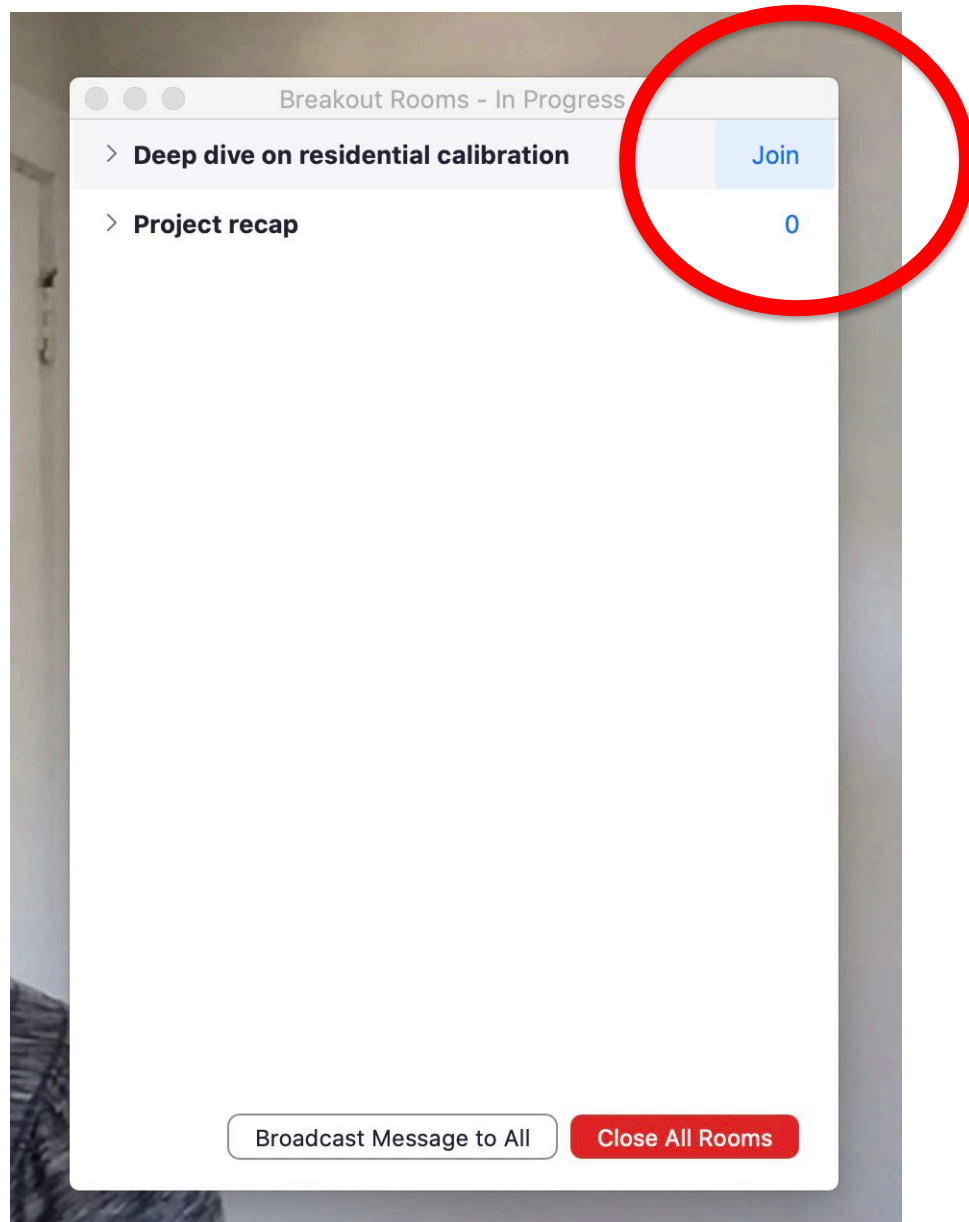 Breakout Rooms - In Progress
Deep dive on residential calibration Join
Project recap 0
Broadcast Message to All Close All Rooms